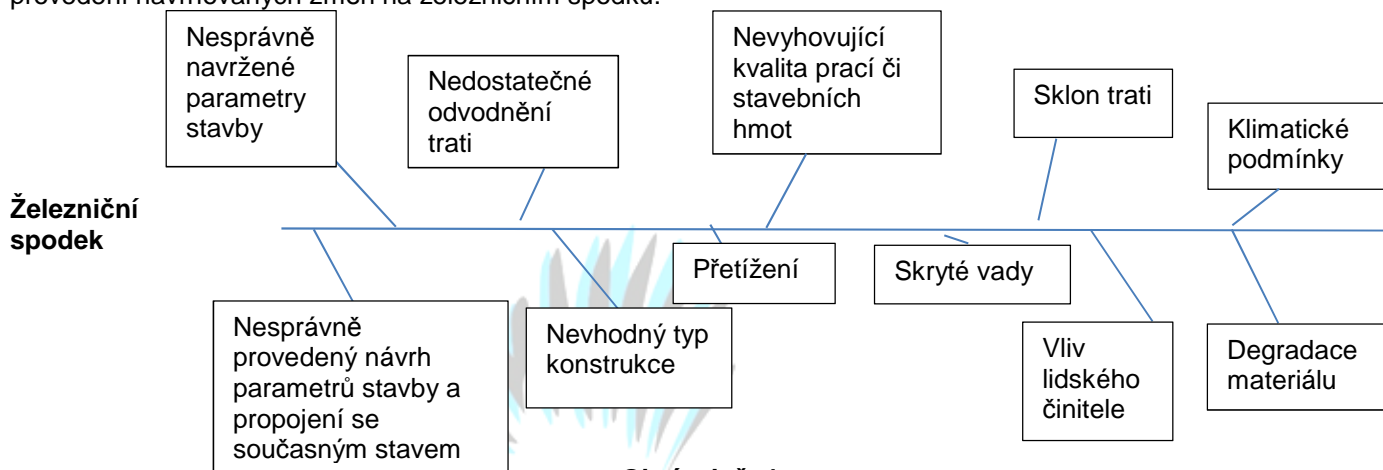 Nesprávně
navržené
parametry
stavby
Nedostatečné
odvodnění
trati
Nevyhovující
kvalita prací či
stavebních
hmot
Sklon trati
Klimatické
podmínky
Železniční
spodek
Přetížení
Skryté vady
Nesprávně
provedený návrh
parametrů stavby a
propojení se
současným stavem
Nevhodný typ
konstrukce
Vliv
lidského
činitele
Degradace
materiálu